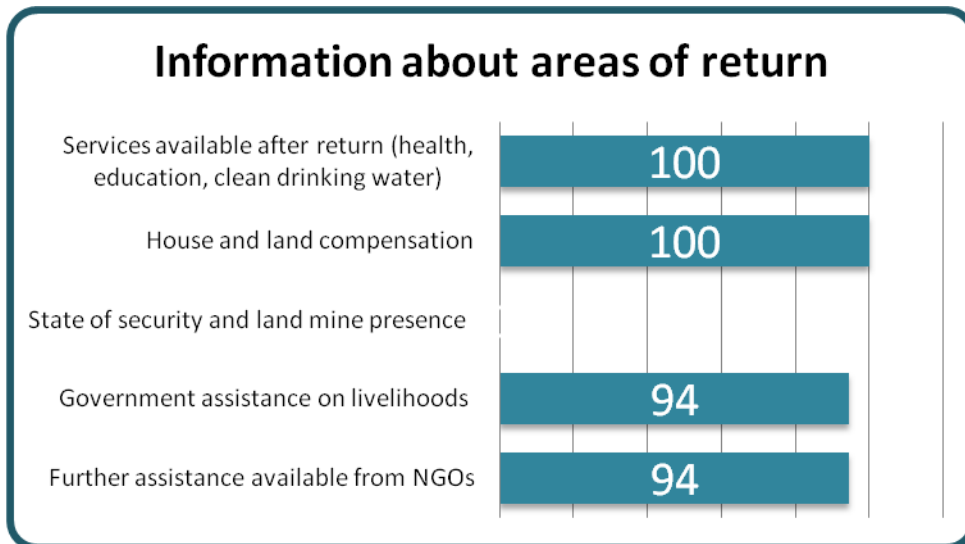 Information about areas of return
Services available after return (health,
education, clean drinking water)
100
House and land compensation
100
State of security and land mine presence
Government assistance on livelihoods
94
Further assistance available from NGOs
94